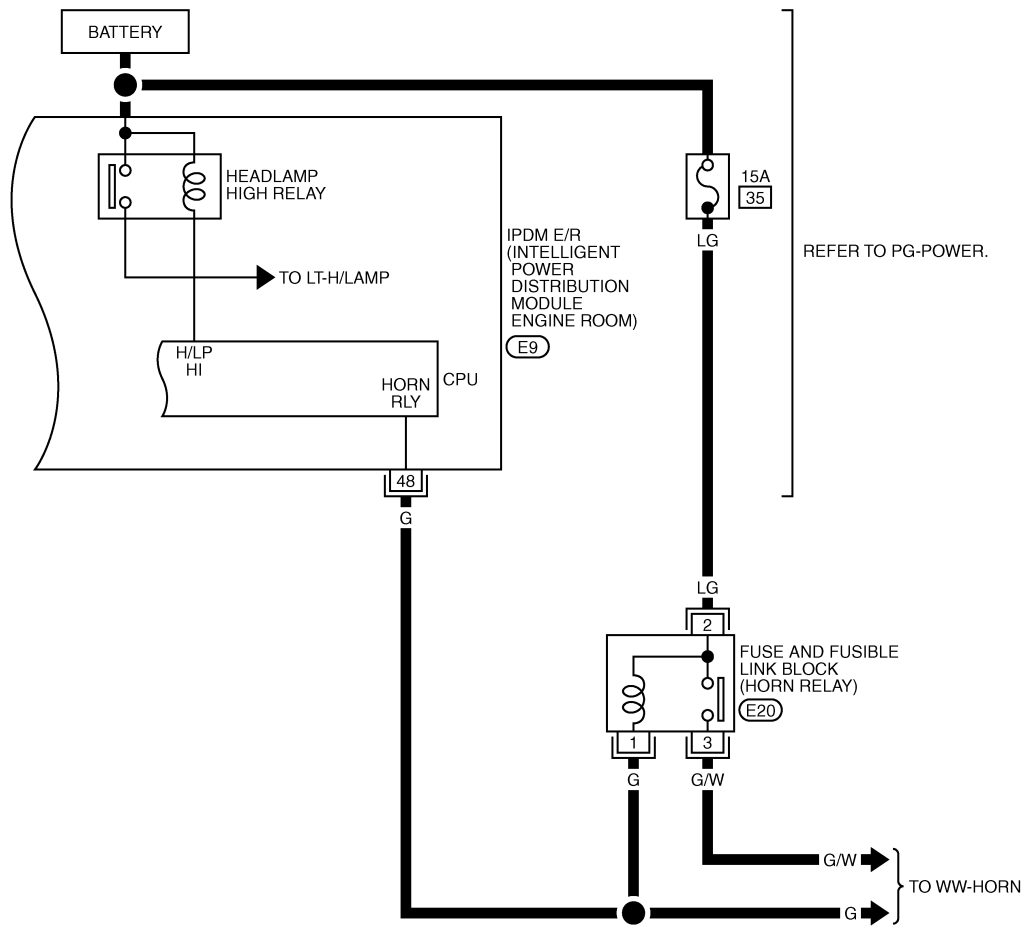 BATTERY
HEADLAMP
HIGH RELAY
15A
35
LG
REFER TO PG-POWER.
IPDM E/R
(INTELLIGENT
POWER
DISTRIBUTION
MODULE
ENGINE ROOM)
E9
TO LT-H/LAMP
H/LP
HI
CPU
HORN
RLY
48
G
LG
2
FUSE AND FUSIBLE
LINK BLOCK
(HORN RELAY)
E20
1
3
G
G/W
G/W
TO WW-HORN
G